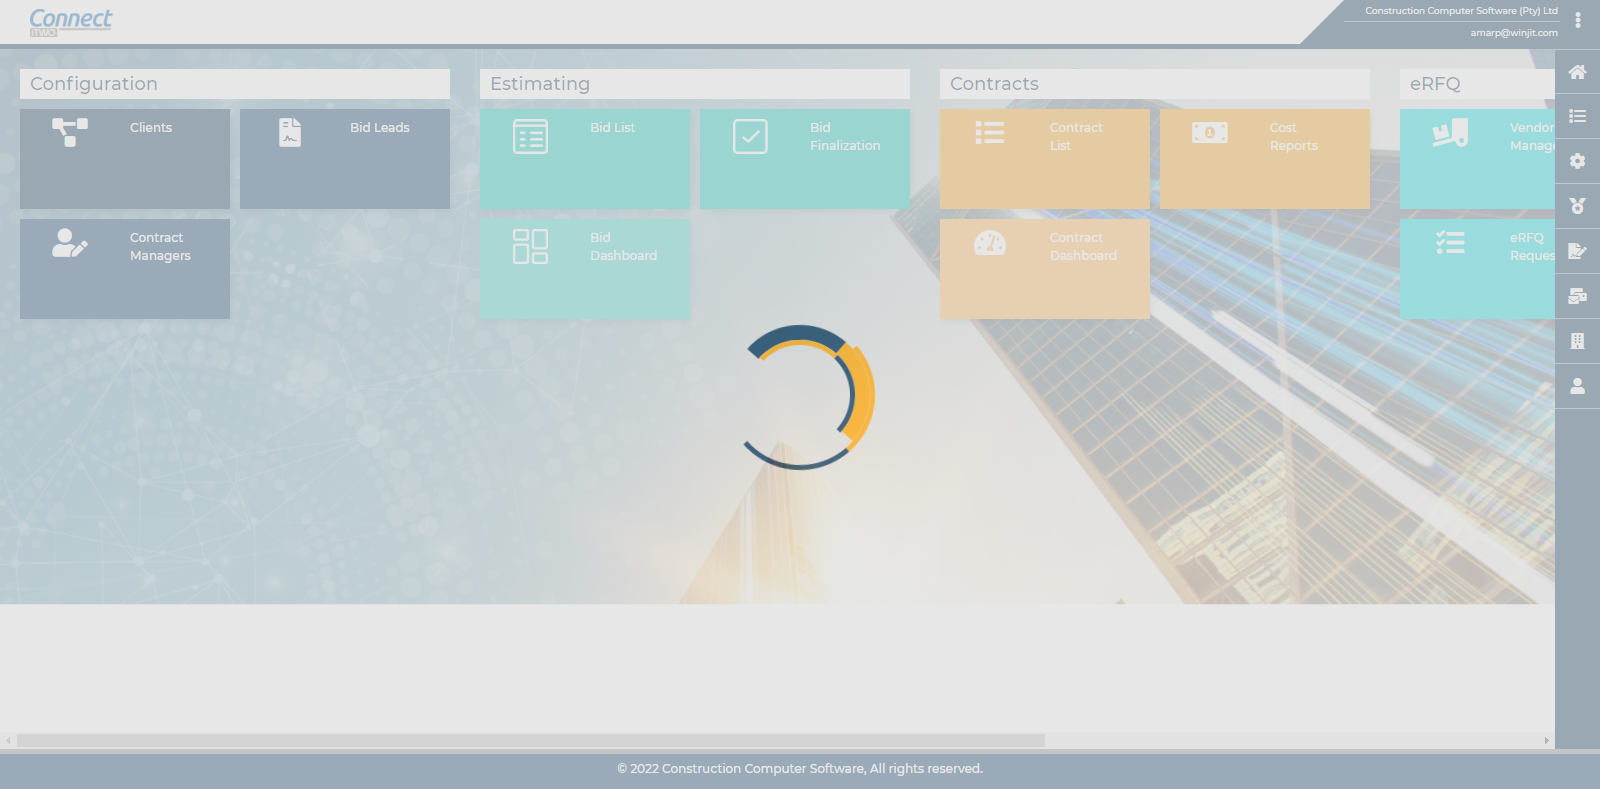 Connect
iTWO
Construction Computer Software (Pty) Ltd
amarp@winjit.com
Configuration
Clients
Bid Leads
Contract
Managers
Estimating
Bid List
Bid
Finalization
Bid
Dashboard
Contracts
Contract
List
Cost
Reports
Contract
Dashboard
eRFQ
Vendor
Manag
eRFQ
Reques
© 2022 Construction Computer Software, All rights reserved.